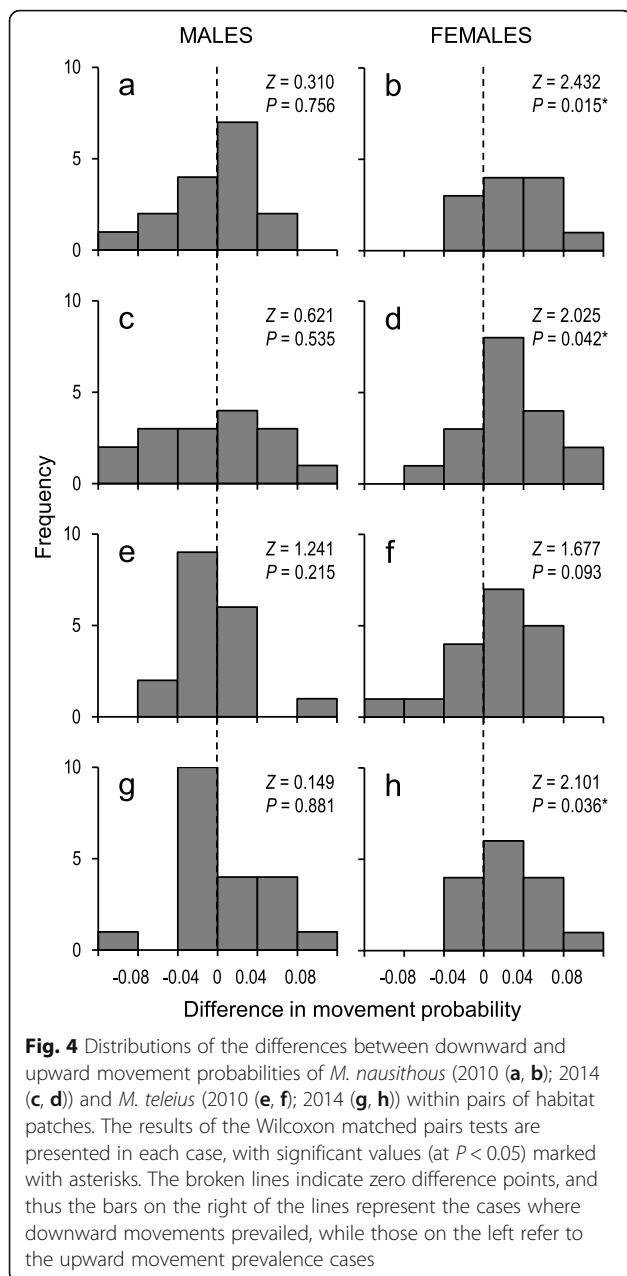 MALES FEMALES
10
5
0
a
Z = 0.310
P = 0.756
b
Z = 2.432
P = 0.015*
10
5
0
c
Z = 0.621
P = 0.535
d
Z = 2.025
P = 0.042*
Frequency
10
5
0
e
Z = 1.241
P = 0.215
f
Z = 1.677
P = 0.093
10
5
0
g
Z = 0.149
P = 0.881
h
Z = 2.101
P = 0.036*
-0.08 -0.04 0 0.04 0.08 -0.08 -0.04 0 0.04 0.08
Difference in movement probability
Fig. 4 Distributions of the differences between downward and
upward movement probabilities of M. nausithous (2010 (a, b); 2014
(c, d)) and M. teleius (2010 (e, f); 2014 (g, h)) within pairs of habitat
patches. The results of the Wilcoxon matched pairs tests are
presented in each case, with significant values (at P < 0.05) marked
with asterisks. The broken lines indicate zero difference points, and
thus the bars on the right of the lines represent the cases where
downward movements prevailed, while those on the left refer to
the upward movement prevalence cases